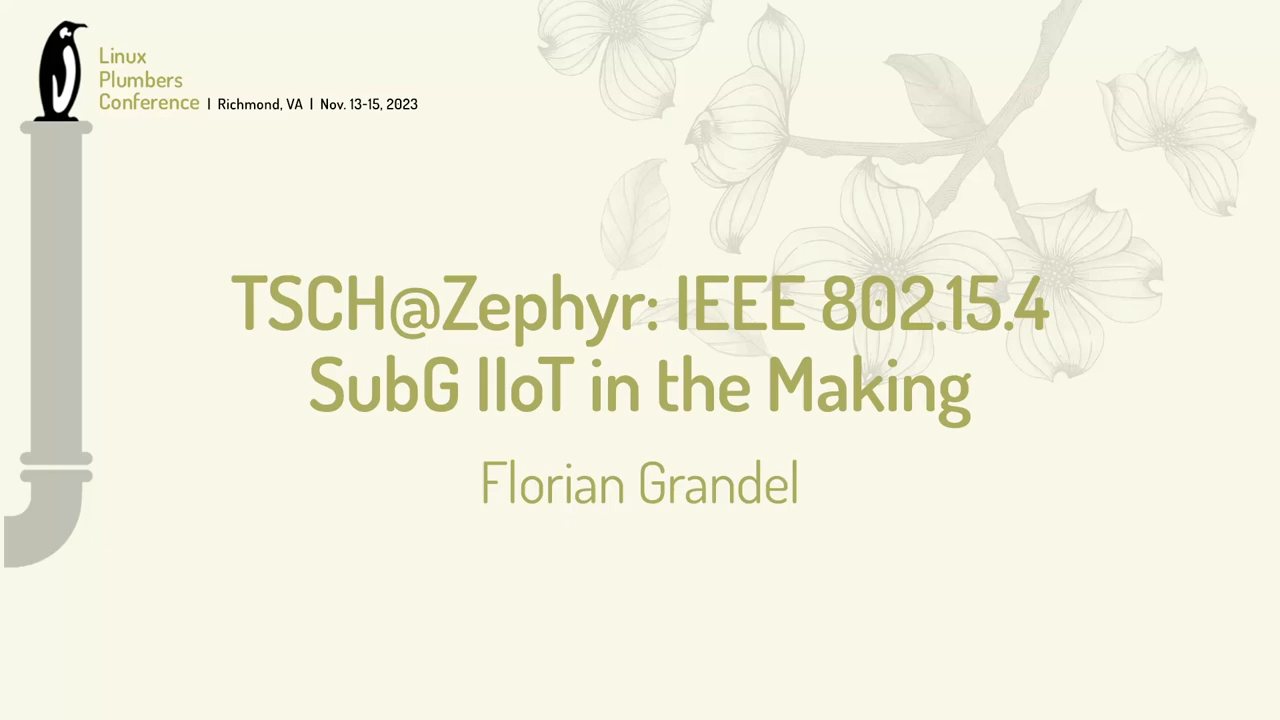 Linux
Plumbers
Conference | Richmond, VA | Nov. 13-15, 2023
TSCH@Zephyr: IEEE 802.15.4
SubG IIoT in the Making
Florian Grandel